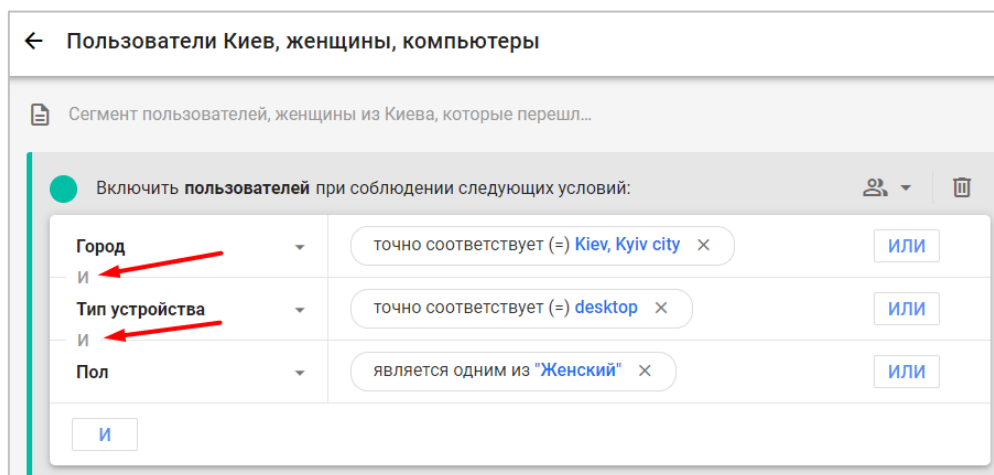 Пользователи Киев, женщины, компьютеры
Сегмент пользователей, женщины из Киева, которые перешл...
Включить пользователей при соблюдении следующих условий:
Город точно соответствует (=) Kiev, Kyiv city ИЛИ
И
Тип устройства точно соответствует (=) desktop ИЛИ
И
Пол является одним из "Женский" ИЛИ
И